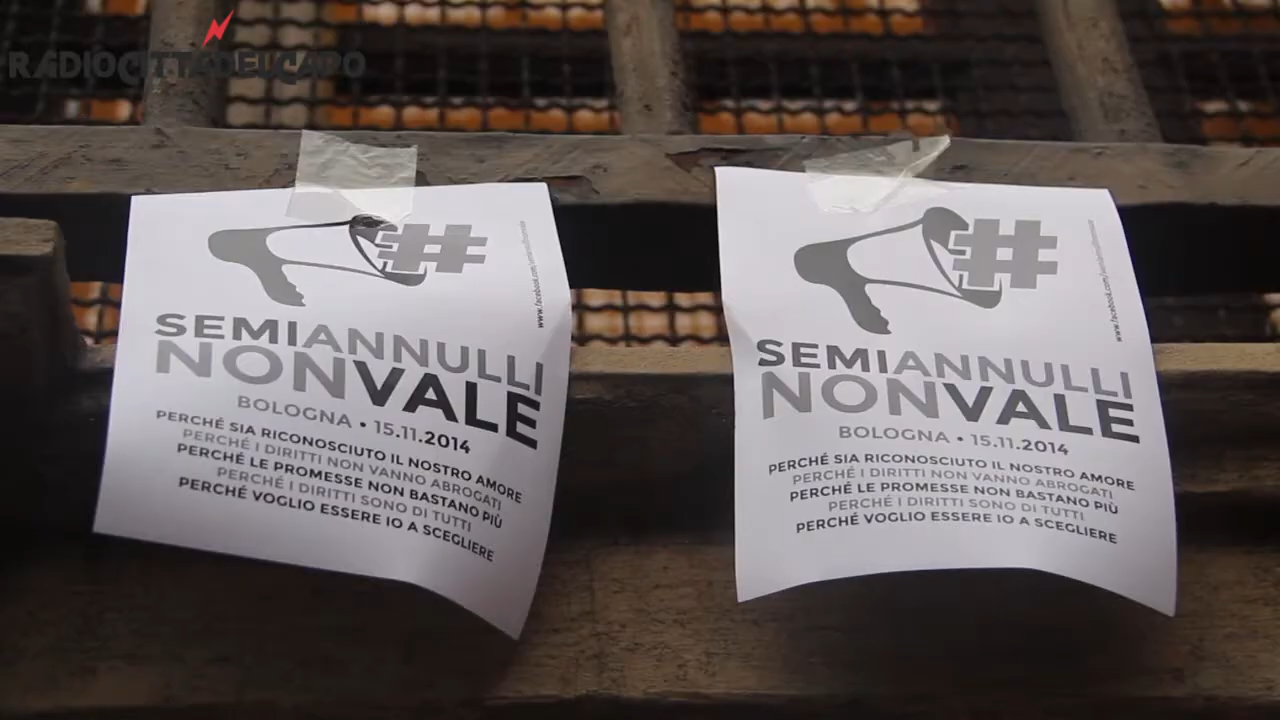 RADIOCITTÀDELCAPO
#
SEMIANNULLI
NONVALE
BOLOGNA • 15.11.2014
PERCHÉ SIA RICONOSCIUTO IL NOSTRO AMORE
PERCHÉ I DIRITTI NON VANNO ABROGATI
PERCHÉ LE PROMESSE NON BASTANO PIÙ
PERCHÉ I DIRITTI SONO DI TUTTI
PERCHÉ VOGLIO ESSERE IO A SCEGLIERE
#
SEMIANNULLI
NONVALE
BOLOGNA • 15.11.2014
PERCHÉ SIA RICONOSCIUTO IL NOSTRO AMORE
PERCHÉ I DIRITTI NON VANNO ABROGATI
PERCHÉ LE PROMESSE NON BASTANO PIÙ
PERCHÉ I DIRITTI SONO DI TUTTI
PERCHÉ VOGLIO ESSERE IO A SCEGLIERE